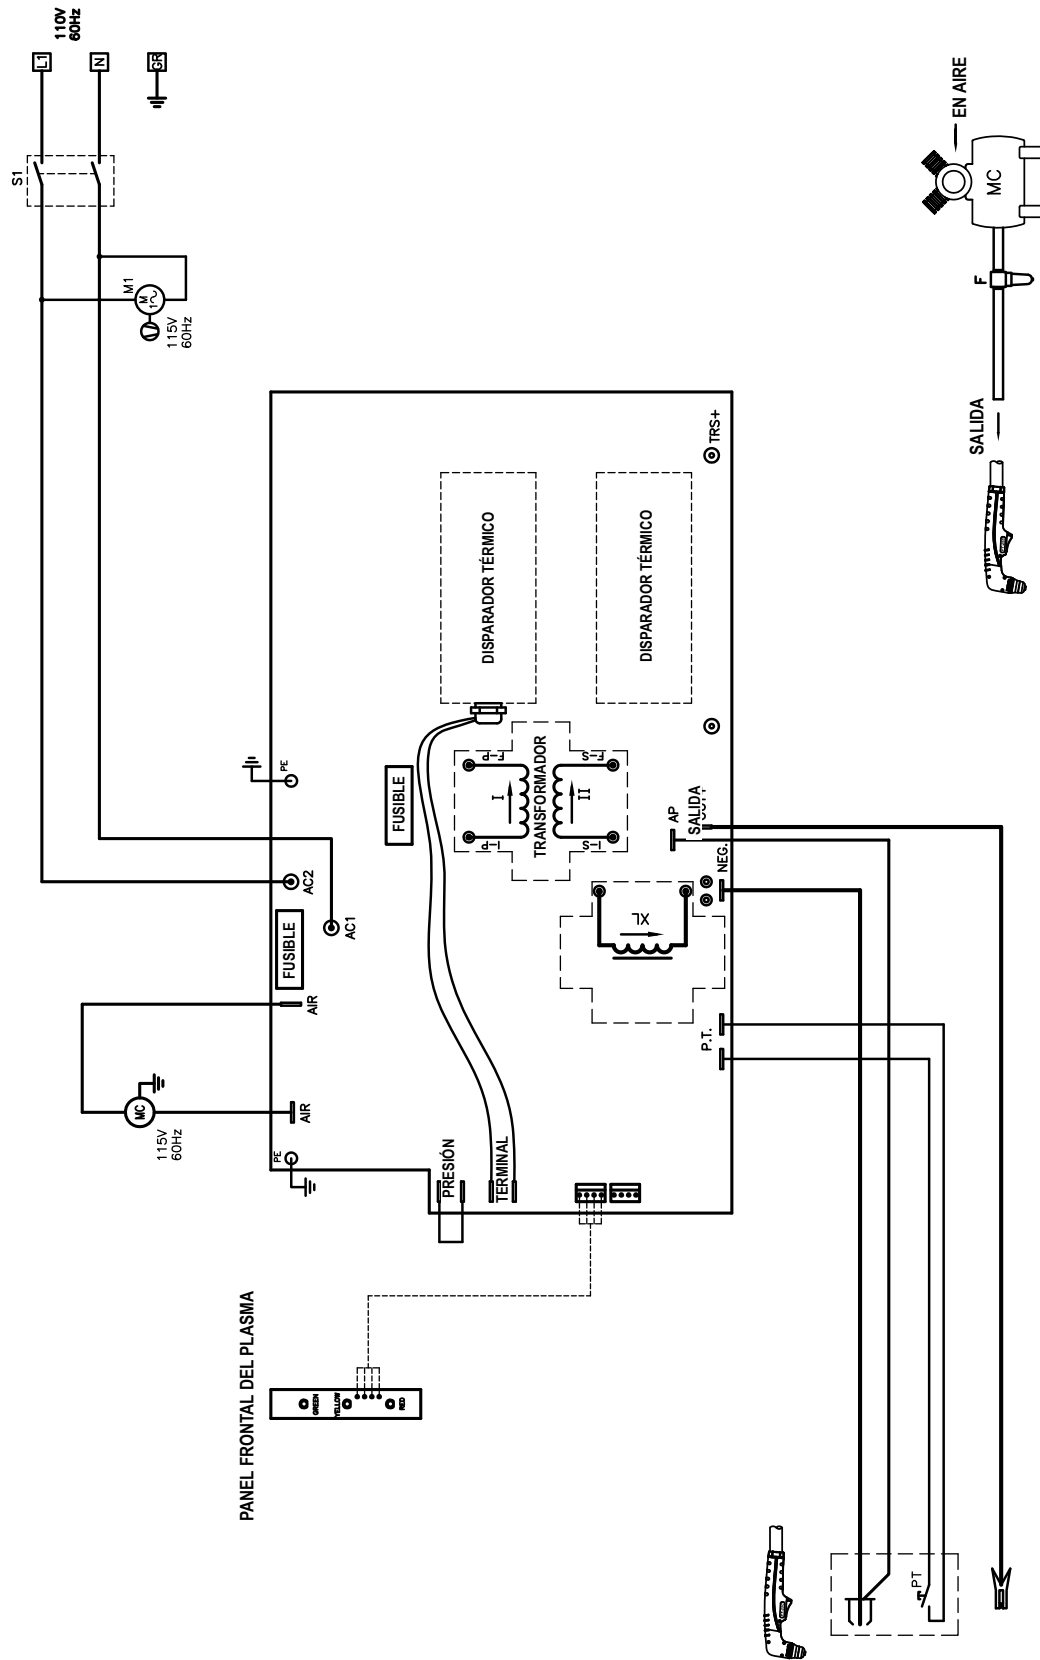 110V
60Hz
L1
N
GR
S1
M1
M
1~
115V
60Hz
EN AIRE
MC
F
SALIDA
TRS+
DISPARADOR TÉRMICO
DISPARADOR TÉRMICO
PE
FUSIBLE
F-P
I-P
I
TRANSFORMADOR
II
F-S
I-S
AP
SALIDA
NEG.
AC2
AC1
FUSIBLE
XL
AIR
AIR
P.T.
MC
115V
60Hz
PE
PRESIÓN
TERMINAL
PANEL FRONTAL DEL PLASMA
GREEN
YELLOW
RED
PT